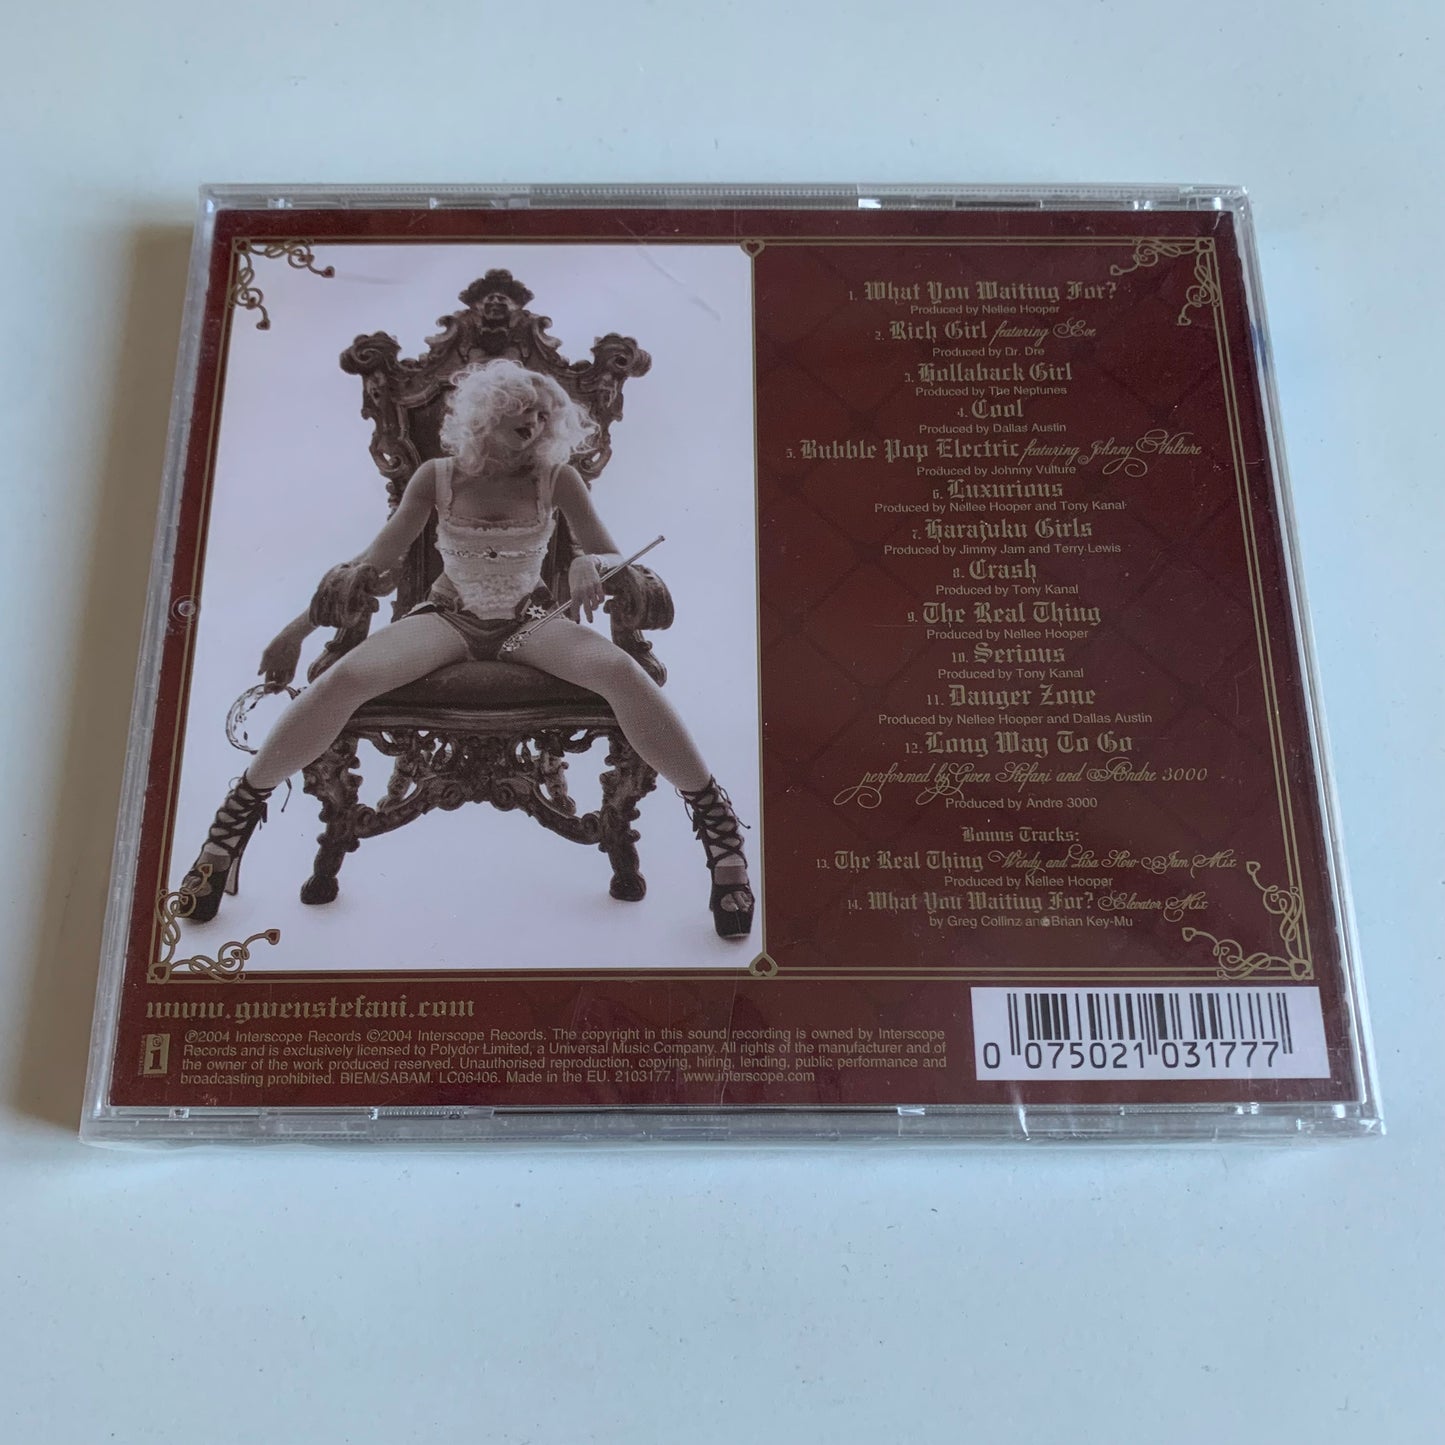 1. What You Waiting For?
Produced by Nellee Hooper
2. Rich Girl featuring Eve
Produced by Dr. Dre
3. Hollaback Girl
Produced by The Neptunes
4. Cool
Produced by Dallas Austin
5. Bubble Pop Electric featuring Johnny Vulture
Produced by Johnny Vulture
6. Luxurious
Produced by Nellee Hooper and Tony Kanal
7. Harajuku Girls
Produced by Jimmy Jam and Terry Lewis
8. Crash
Produced by Tony Kanal
9. The Real Thing
Produced by Nellee Hooper
10. Serious
Produced by Tony Kanal
11. Danger Zone
Produced by Nellee Hooper and Dallas Austin
12. Long Way To Go
performed by Gwen Stefani and Andre 3000
Produced by Andre 3000
Bonus Tracks:
13. The Real Thing Wendy and Lisa Slow Jam Mix
Produced by Nellee Hooper
14. What You Waiting For? Elevator Mix
by Greg Collinz and Brian Key-Mu
www.gwenstefani.com
℗2004 Interscope Records ©2004 Interscope Records. The copyright in this sound recording is owned by Interscope
Records and is exclusively licensed to Polydor Limited, a Universal Music Company. All rights of the manufacturer and of
the owner of the work produced reserved. Unauthorised reproduction, copying, hiring, lending, public performance and
broadcasting prohibited. BIEM/SABAM. LC06406. Made in the EU. 2103177. www.interscope.com
i
0 075021 031777